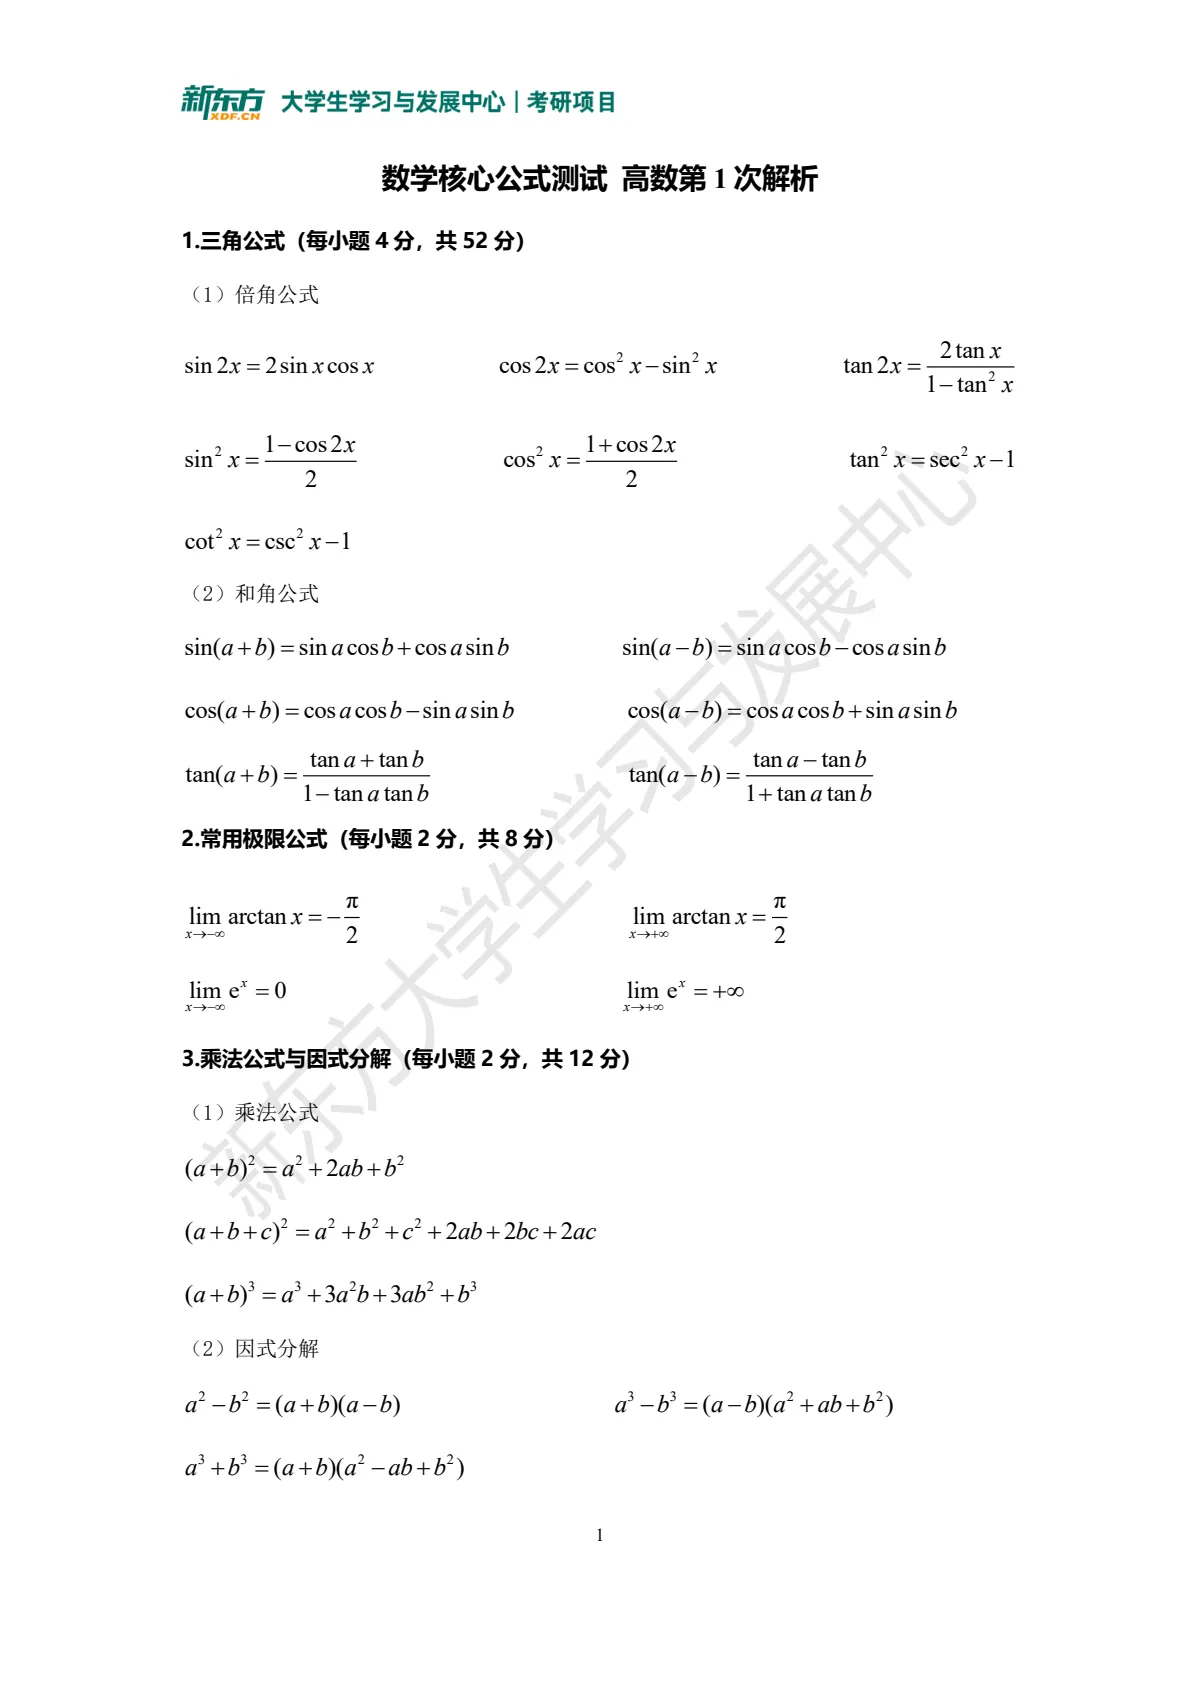 新东方 XDF.CN 大学生学习与发展中心 | 考研项目
数学核心公式测试 高数第 1 次解析
1.三角公式（每小题 4 分，共 52 分）
（1）倍角公式
sin 2x = 2sin x cos x    cos 2x = cos² x − sin² x    tan 2x = \frac{2 tan x}{1 − tan² x}
sin² x = \frac{1 − cos 2x}{2}    cos² x = \frac{1 + cos 2x}{2}    tan² x = sec² x − 1
cot² x = csc² x − 1
（2）和角公式
sin(a + b) = sin a cos b + cos a sin b    sin(a − b) = sin a cos b − cos a sin b
cos(a + b) = cos a cos b − sin a sin b    cos(a − b) = cos a cos b + sin a sin b
tan(a + b) = \frac{tan a + tan b}{1 − tan a tan b}    tan(a − b) = \frac{tan a − tan b}{1 + tan a tan b}
2.常用极限公式（每小题 2 分，共 8 分）
\lim_{x→−∞} arctan x = −\frac{π}{2}    \lim_{x→+∞} arctan x = \frac{π}{2}
\lim_{x→−∞} e^x = 0    \lim_{x→+∞} e^x = +∞
3.乘法公式与因式分解（每小题 2 分，共 12 分）
（1）乘法公式
(a + b)² = a² + 2ab + b²
(a + b + c)² = a² + b² + c² + 2ab + 2bc + 2ac
(a + b)³ = a³ + 3a²b + 3ab² + b³
（2）因式分解
a² − b² = (a + b)(a − b)    a³ − b³ = (a − b)(a² + ab + b²)
a³ + b³ = (a + b)(a² − ab + b²)
1
新东方大学生学习与发展中心